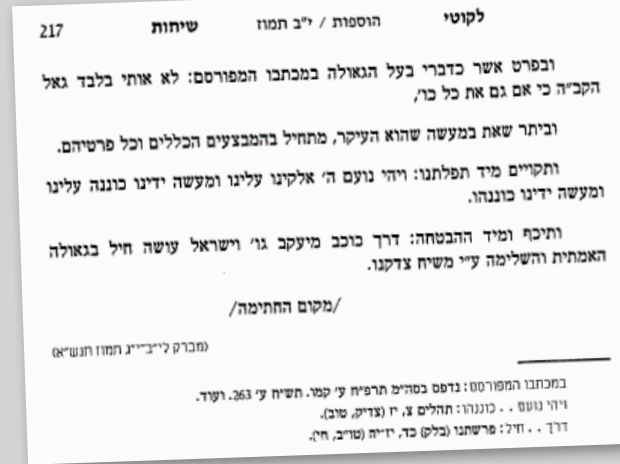 לקוטי הוספות / י"ב תמוז שיחות 217
ובפרט אשר כדברי בעל הגאולה במכתבו המפורסם: לא אותי בלבד גאל
הקב"ה כי אם גם את כל כו',
וביתר שאת במעשה שהוא העיקר, מתחיל בהמבצעים הכללים וכל פרטיהם.
ותקויים מיד תפלתנו: ויהי נועם ה' אלקינו עלינו ומעשה ידינו כוננה עלינו
ומעשה ידינו כוננהו.
ותיכף ומיד ההבטחה: דרך כוכב מיעקב גו' וישראל עושה חיל בגאולה
האמתית והשלימה ע"י משיח צדקנו.
/מקום החתימה/
(מברק לי"ב־י"ג תמוז תנש"א)
במכתבו המפורסם: נדפס בסה"מ תרפ"ח ע' קמו. תש"ח ע' 263. ועוד.
ויהי נועם . . כוננהו: תהלים צ, יז (צדיק, טוב).
דרך . . חיל: פרשתנו (בלק) כד, יז־יח (טו"ב, חי).